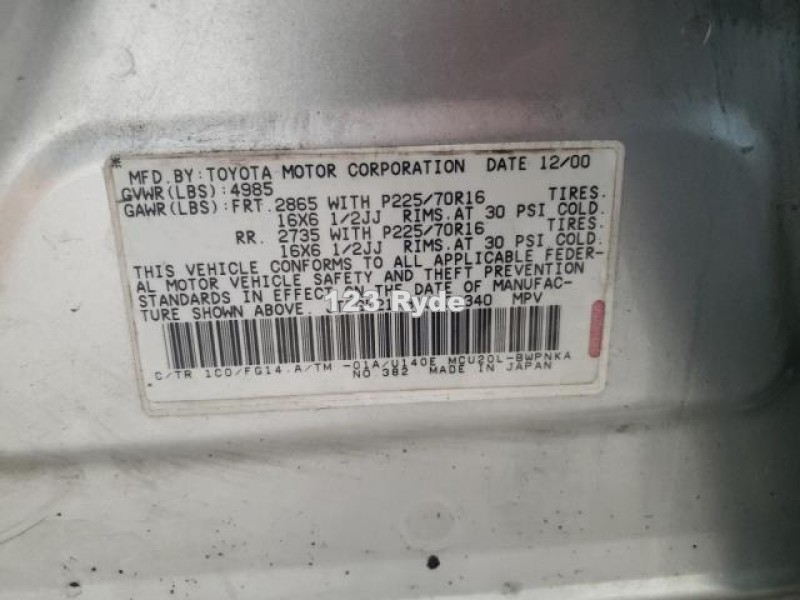 MFD.BY:TOYOTA MOTOR CORPORATION DATE 12/00
GVWR(LBS):4985
GAWR(LBS):FRT.2865 WITH P225/70R16 TIRES.
16X6 1/2JJ RIMS.AT 30 PSI COLD.
RR. 2735 WITH P225/70R16 TIRES.
16X6 1/2JJ RIMS.AT 30 PSI COLD.
THIS VEHICLE CONFORMS TO ALL APPLICABLE FEDER-
AL MOTOR VEHICLE SAFETY AND THEFT PREVENTION
STANDARDS IN EFFECT ON THE DATE OF MANUFAC-
TURE SHOWN ABOVE. 340 MPV
123 Ryde
C/TR 1C0/FG14.A/TM -01A/U140E MCU20L-BWPNKA
NO.382 MADE IN JAPAN